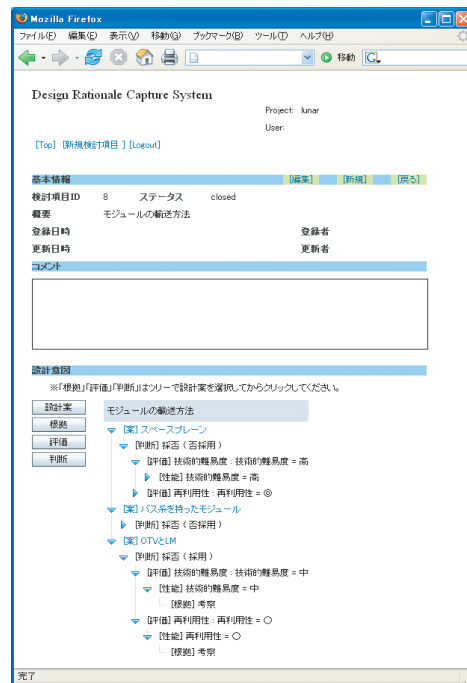 Mozilla Firefox
ファイル(F) 編集(E) 表示(V) 移動(G) ブックマーク(B) ツール(T) ヘルプ(H)
移動 G
Design Rationale Capture System
Project: lunar
User:
[Top] [新規検討項目 ] [Logout]
基本情報 [編集] [新規] [戻る]
検討項目ID 8 ステータス closed
概要 モジュールの輸送方法
登録日時 登録者
更新日時 更新者
コメント
設計意図
※「根拠」「評価」「判断」はツリーで設計案を選択してからクリックしてください。
設計案
根拠
評価
判断
モジュールの輸送方法
[案] スペースプレーン
[判断] 採否 ( 否採用 )
[評価] 技術的難易度 : 技術的難易度 = 高
[性能] 技術的難易度 = 高
[評価] 再利用性 : 再利用性 = ◎
[案] バス系を持ったモジュール
[判断] 採否 ( 否採用 )
[案] OTVとLM
[判断] 採否 ( 採用 )
[評価] 技術的難易度 : 技術的難易度 = 中
[性能] 技術的難易度 = 中
[根拠] 考察
[評価] 再利用性 : 再利用性 = ○
[性能] 再利用性 = ○
[根拠] 考察
完了